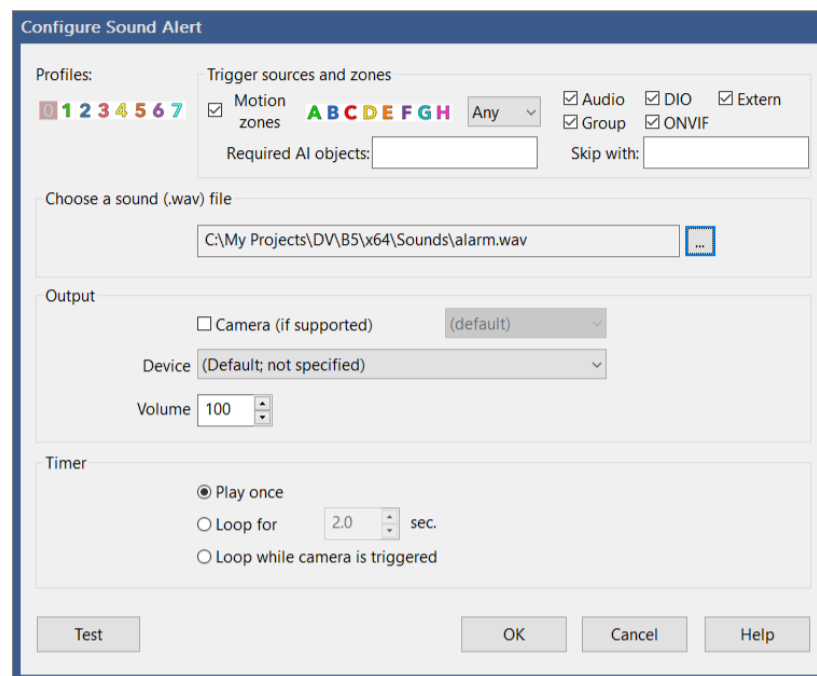 Configure Sound Alert
Profiles:
0 1 2 3 4 5 6 7
Trigger sources and zones
Motion zones
A B C D E F G H
Any
Audio
DIO
Extern
Group
ONVIF
Required AI objects:
Skip with:
Choose a sound (.wav) file
C:\My Projects\DV\B5\x64\Sounds\alarm.wav
...
Output
Camera (if supported)
(default)
Device
(Default; not specified)
Volume
100
Timer
Play once
Loop for
2.0
sec.
Loop while camera is triggered
Test
OK
Cancel
Help